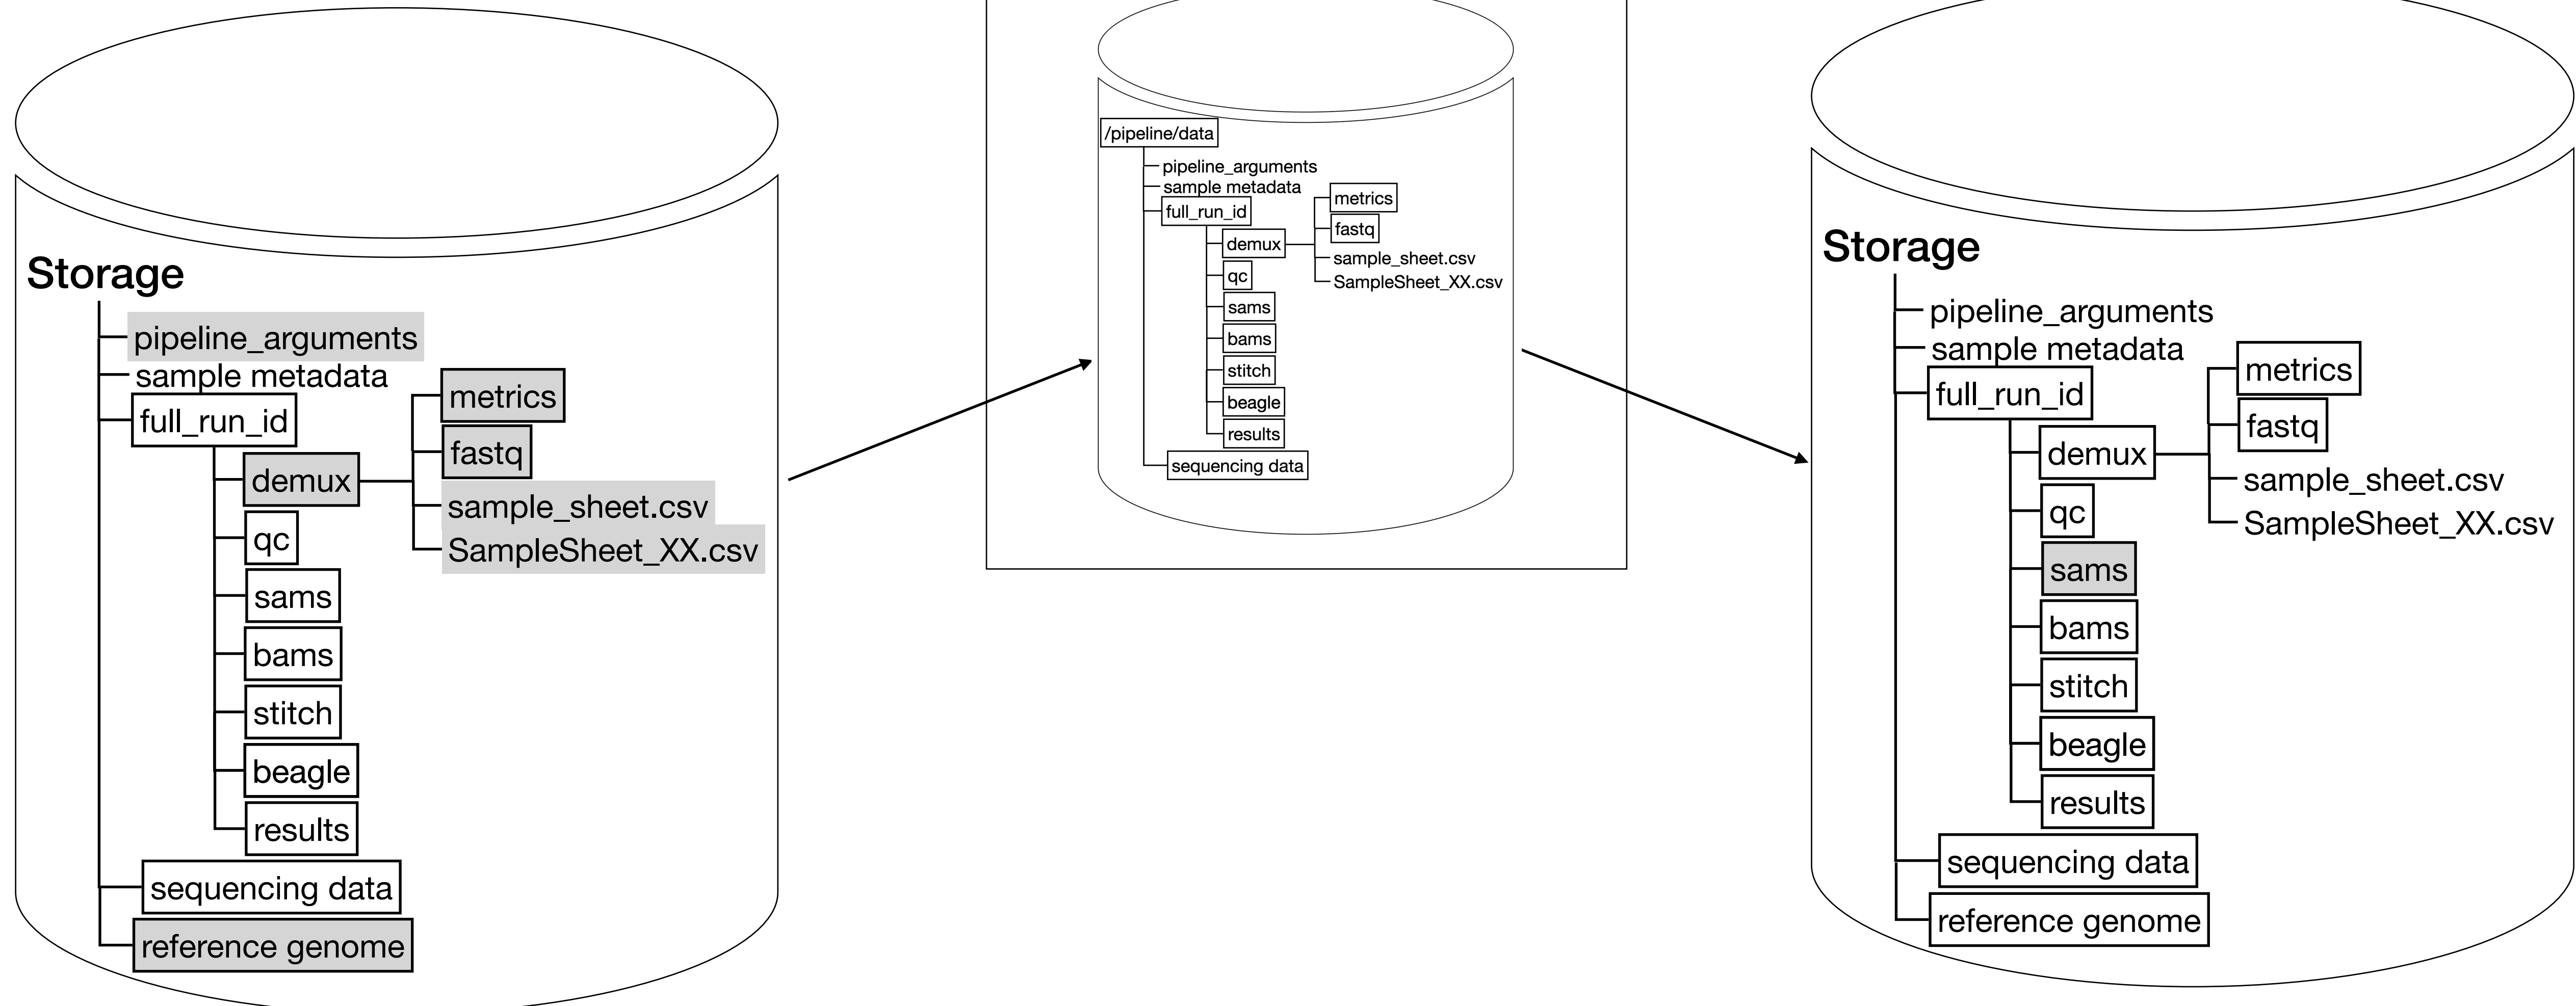 Storage
pipeline_arguments
sample metadata
full_run_id
demux
metrics
fastq
sample_sheet.csv
SampleSheet_XX.csv
qc
sams
bams
stitch
beagle
results
sequencing data
reference genome
/pipeline/data
pipeline_arguments
sample metadata
full_run_id
demux
metrics
fastq
sample_sheet.csv
SampleSheet_XX.csv
qc
sams
bams
stitch
beagle
results
sequencing data
Storage
pipeline_arguments
sample metadata
full_run_id
demux
metrics
fastq
sample_sheet.csv
SampleSheet_XX.csv
qc
sams
bams
stitch
beagle
results
sequencing data
reference genome